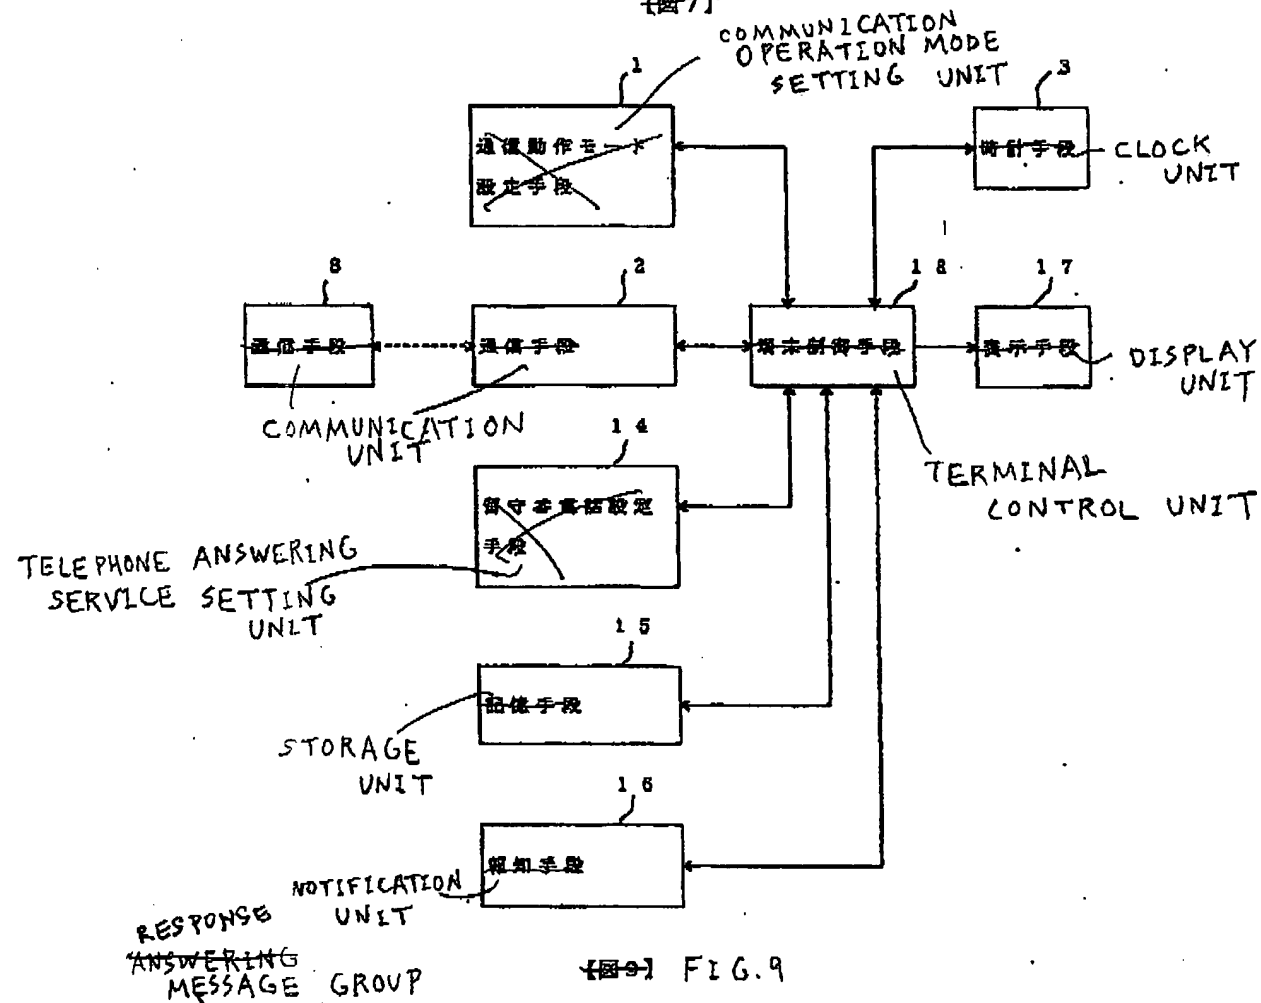 【図7】
COMMUNICATION
OPERATION MODE
SETTING UNIT
1
3
通信動作モード
設定手段
時計手段
CLOCK
UNIT
8
2
18
17
通信手段
通信手段
端末制御手段
表示手段
DISPLAY
UNIT
COMMUNICATION
UNIT
14
TERMINAL
CONTROL UNIT
留守番電話設定
手段
TELEPHONE ANSWERING
SERVICE SETTING
UNIT
15
記憶手段
STORAGE
UNIT
16
報知手段
NOTIFICATION
UNIT
RESPONSE
ANSWERING
MESSAGE GROUP
【図9】 FIG.9